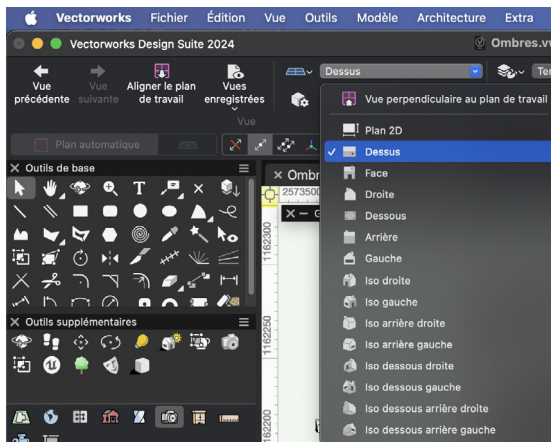 Vectorworks Fichier Édition Vue Outils Modèle Architecture Extra
Vectorworks Design Suite 2024
Ombres.vw
Vue précédente
Vue suivante
Aligner le plan de travail
Vues enregistrées
Vue
Dessus
Plan automatique
Vue perpendiculaire au plan de travail
Plan 2D
Dessus
Face
Droite
Dessous
Arrière
Gauche
Iso droite
Iso gauche
Iso arrière droite
Iso arrière gauche
Iso dessous droite
Iso dessous gauche
Iso dessous arrière droite
Iso dessous arrière gauche
Outils de base
Outils supplémentaires
Ombr
2573500
1162300
1162250
1162200